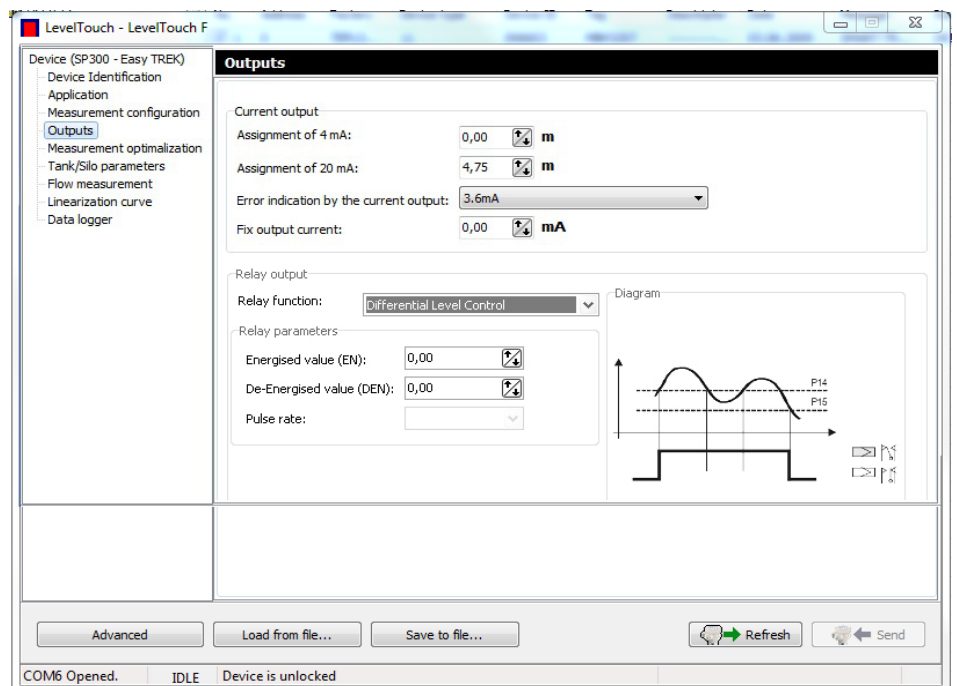 LevelTouch - LevelTouch F
Device (SP300 - Easy TREK)
Device Identification
Application
Measurement configuration
Outputs
Measurement optimalization
Tank/Silo parameters
Flow measurement
Linearization curve
Data logger
Outputs
Current output
Assignment of 4 mA: 0,00 m
Assignment of 20 mA: 4,75 m
Error indication by the current output: 3.6mA
Fix output current: 0,00 mA
Relay output
Relay function: Differential Level Control
Relay parameters
Energised value (EN): 0,00
De-Energised value (DEN): 0,00
Pulse rate:
Diagram
P14
P15
Advanced
Load from file...
Save to file...
Refresh
Send
COM6 Opened. IDLE Device is unlocked